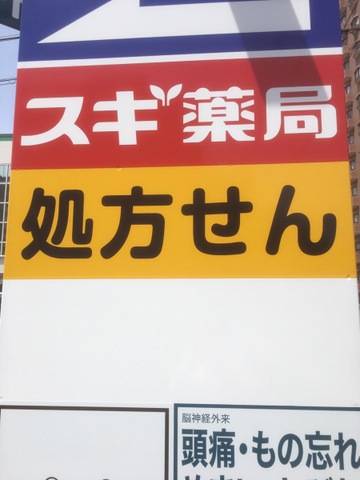 スギ薬局
処方せん
脳神経外来
頭痛・もの忘れ